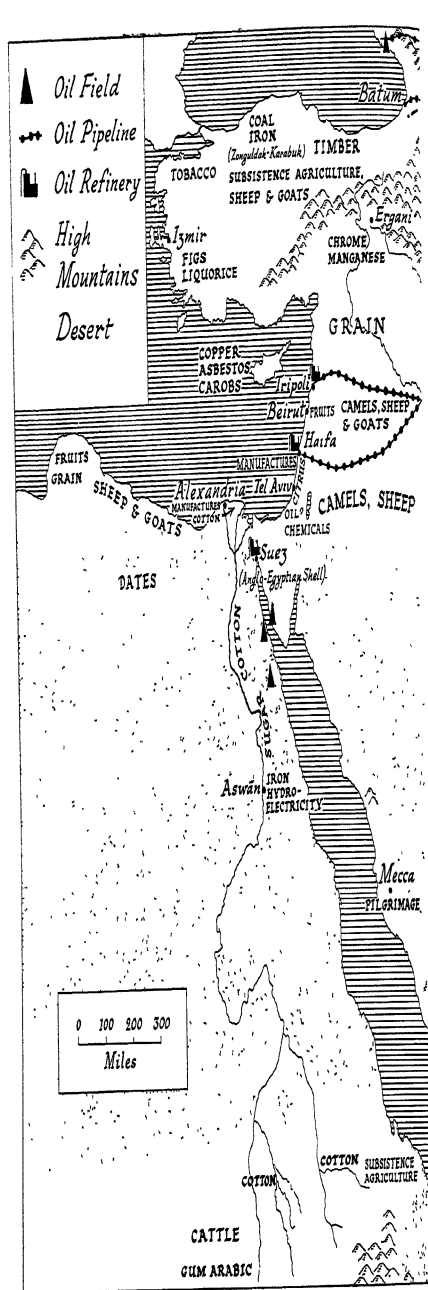 Oil Field
Oil Pipeline
Oil Refinery
High
Mountains
Desert
Batum
COAL
IRON
(Zonguldak-Karabuk)
TIMBER
TOBACCO
SUBSISTENCE AGRICULTURE,
SHEEP & GOATS
Ergani
Izmir
FIGS
LIQUORICE
CHROME
MANGANESE
GRAIN
COPPER
ASBESTOS
CAROBS
Tripoli
Beirut
FRUITS
CAMELS, SHEEP
& GOATS
Haifa
MANUFACTURES
CITRUS
FRUITS
GRAIN
SHEEP & GOATS
Alexandria
Tel Aviv
MANUFACTURES
COTTON
OIL
CHEMICALS
CAMELS, SHEEP
Suez
(Anglo-Egyptian Shell)
DATES
COTTON
SUGAR
Aswan
IRON
HYDRO-
ELECTRICITY
Mecca
PILGRIMAGE
0 100 200 300
Miles
COTTON
SUBSISTENCE
AGRICULTURE
COTTON
CATTLE
GUM ARABIC